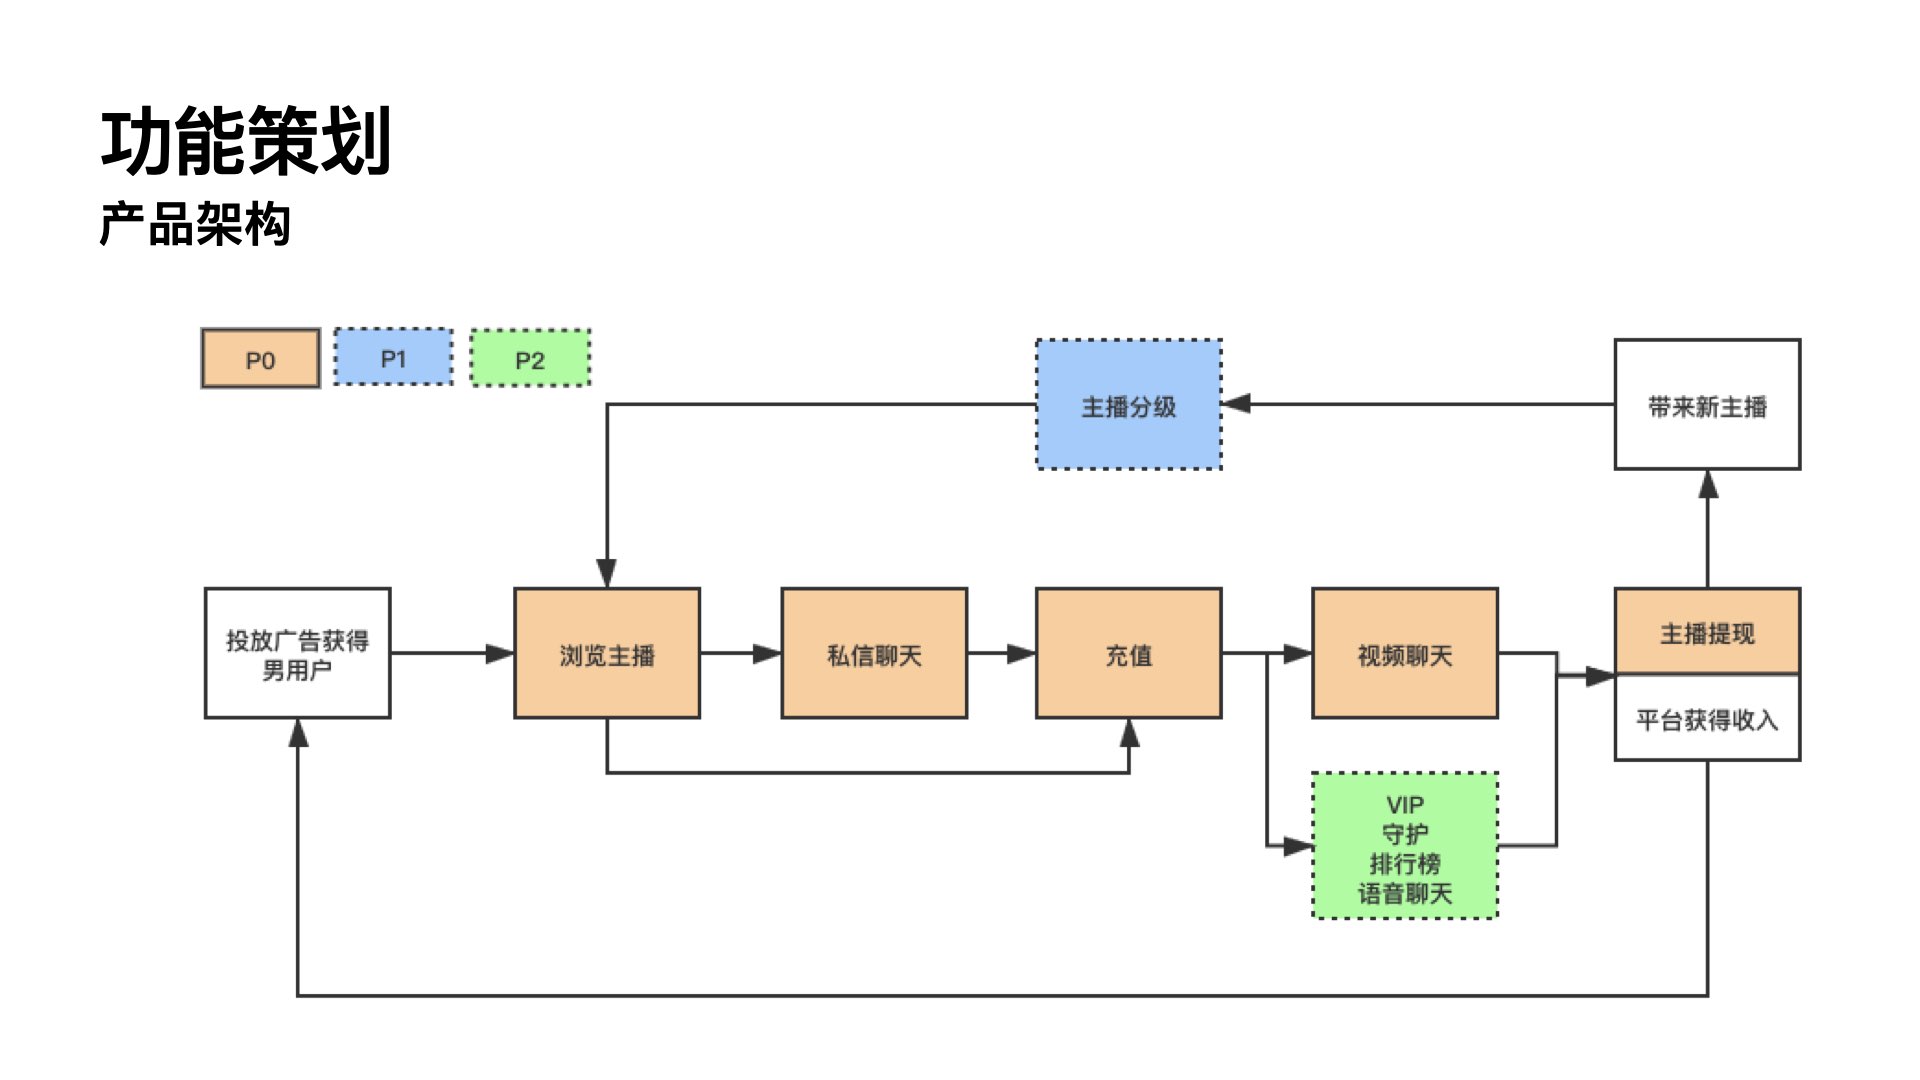 功能策划
产品架构
P0
P1
P2
主播分级
带来新主播
投放广告获得
男用户
浏览主播
私信聊天
充值
视频聊天
主播提现
平台获得收入
VIP
守护
排行榜
语音聊天